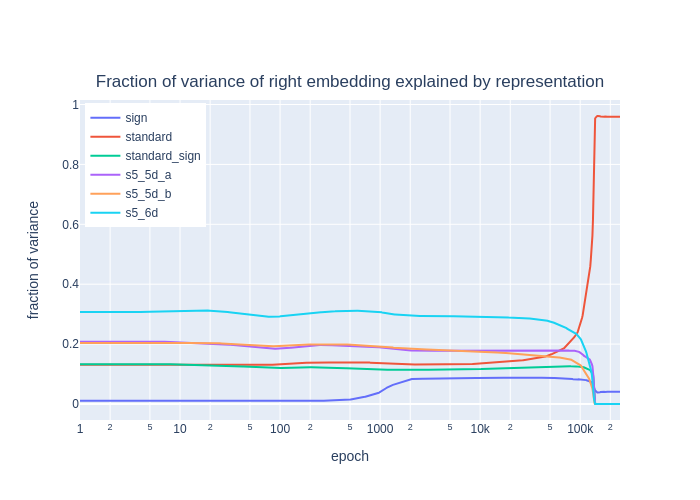 Fraction of variance of right embedding explained by representation
sign
standard
standard_sign
s5_5d_a
s5_5d_b
s5_6d
fraction of variance
1
0.8
0.6
0.4
0.2
0
1 2 5 10 2 5 100 2 5 1000 2 5 10k 2 5 100k 2
epoch